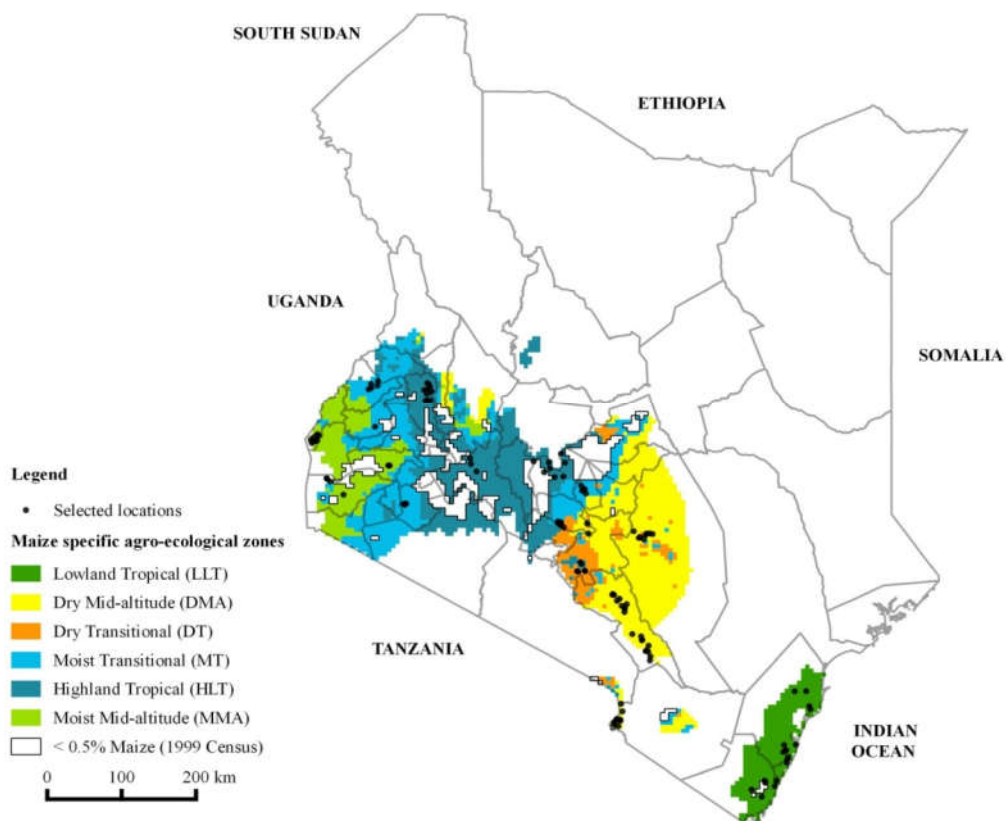 SOUTH SUDAN
ETHIOPIA
UGANDA
SOMALIA
TANZANIA
INDIAN
OCEAN
Legend
Selected locations
Maize specific agro-ecological zones
Lowland Tropical (LLT)
Dry Mid-altitude (DMA)
Dry Transitional (DT)
Moist Transitional (MT)
Highland Tropical (HLT)
Moist Mid-altitude (MMA)
< 0.5% Maize (1999 Census)
0 100 200 km